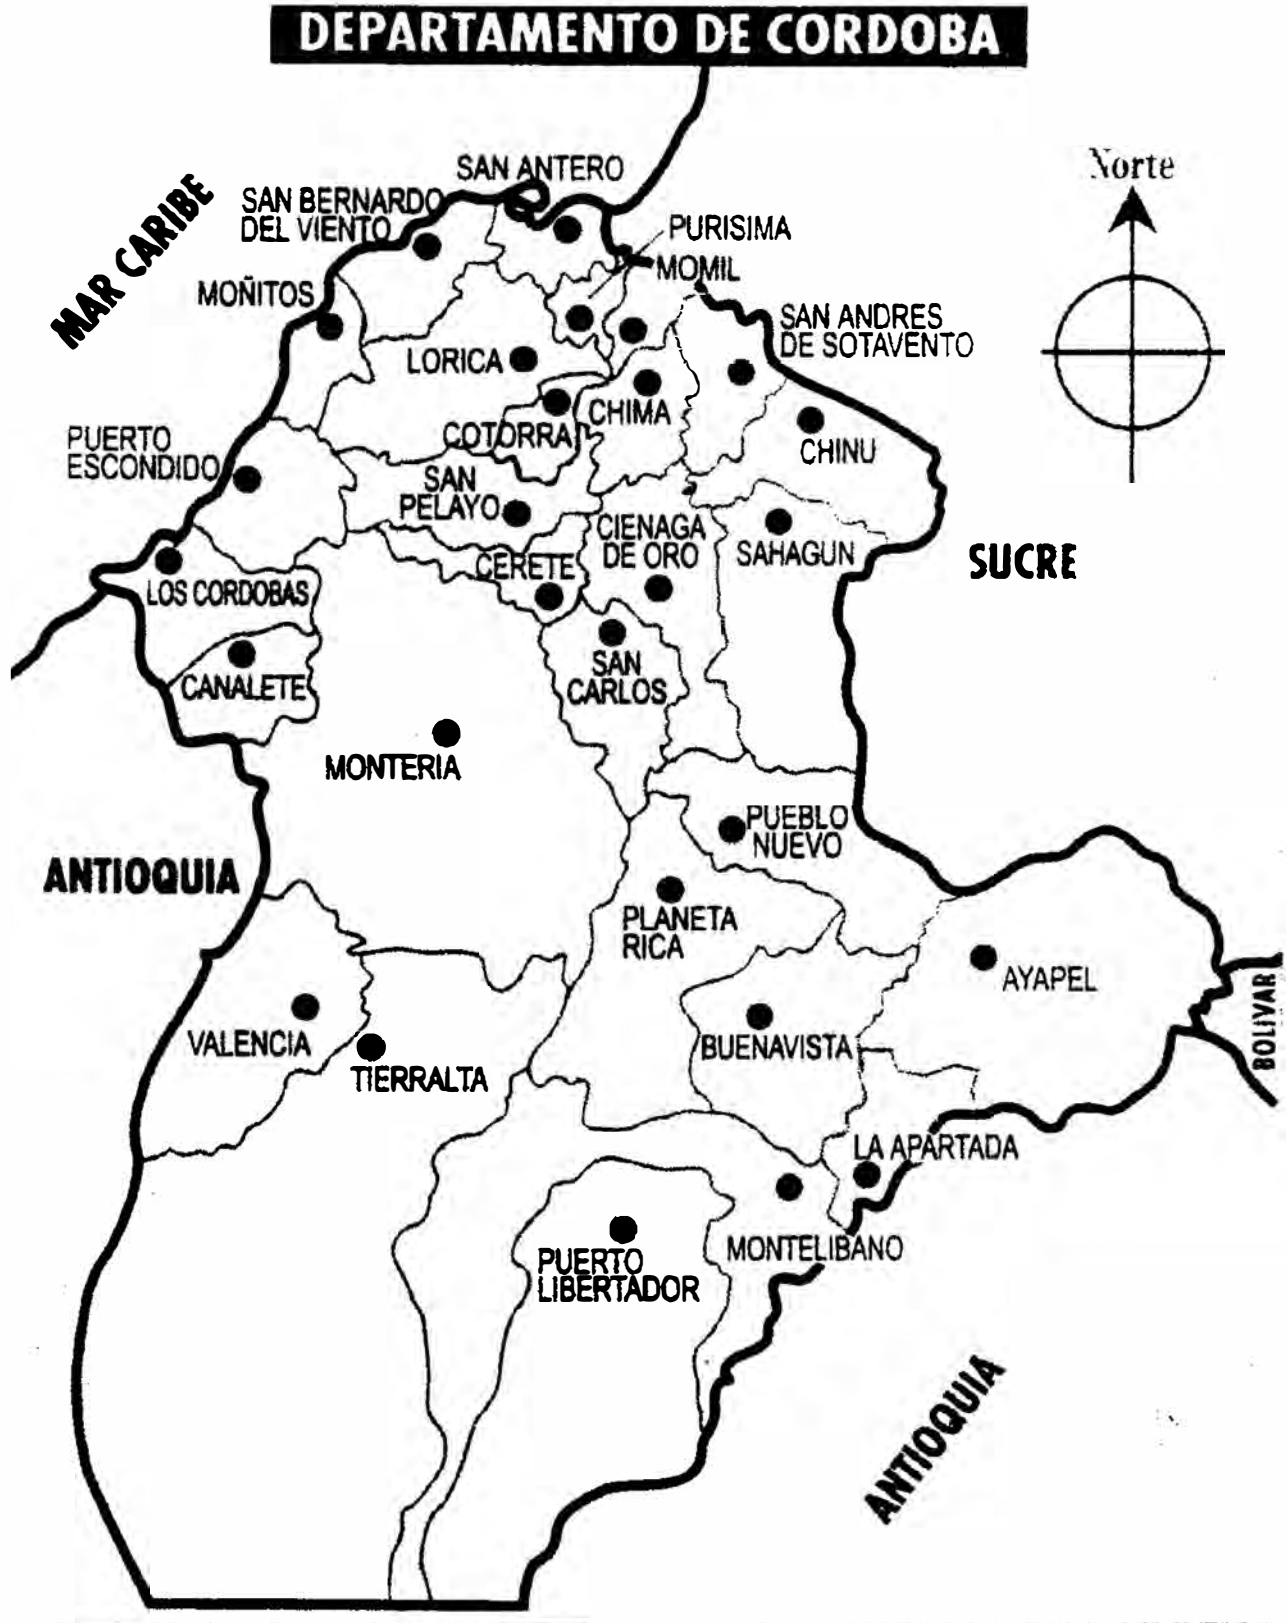 DEPARTAMENTO DE CORDOBA
Norte
SAN ANTERO
SAN BERNARDO
DEL VIENTO
MAR CARIBE
PURISIMA
MOMIL
MOÑITOS
SAN ANDRES
DE SOTAVENTO
LORICA
CHIMA
COTORRA
CHINU
PUERTO
ESCONDIDO
SAN
PELAYO
CIENAGA
DE ORO
SAHAGUN
SUCRE
CERETE
LOS CORDOBAS
SAN
CARLOS
CANALETE
MONTERIA
PUEBLO
NUEVO
ANTIOQUIA
PLANETA
RICA
AYAPEL
BOLIVAR
VALENCIA
BUENAVISTA
TIERRALTA
LA APARTADA
MONTELIBANO
PUERTO
LIBERTADOR
ANTIOQUIA